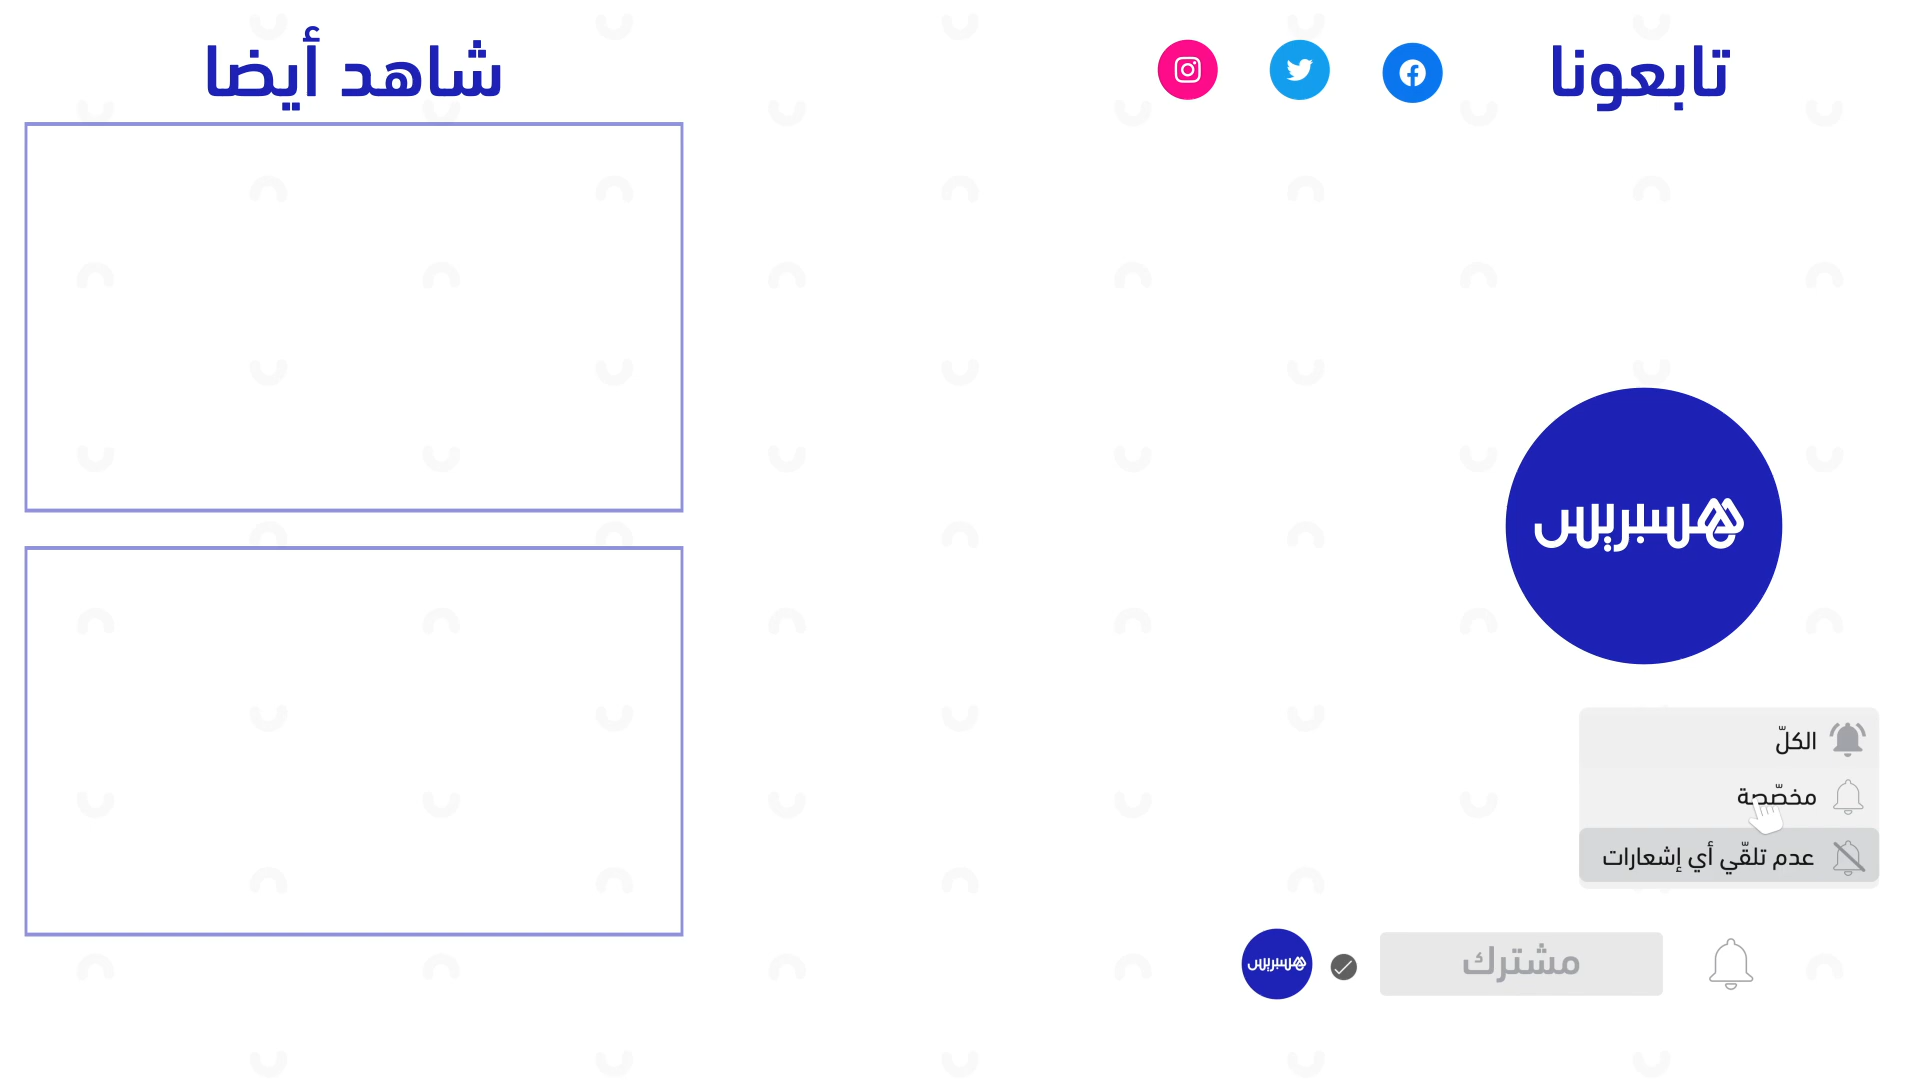 تابعونا
شاهد أيضا
هسبريس
الكلّ
مخصّصة
عدم تلقّي أي إشعارات
مشترك
هسبريس